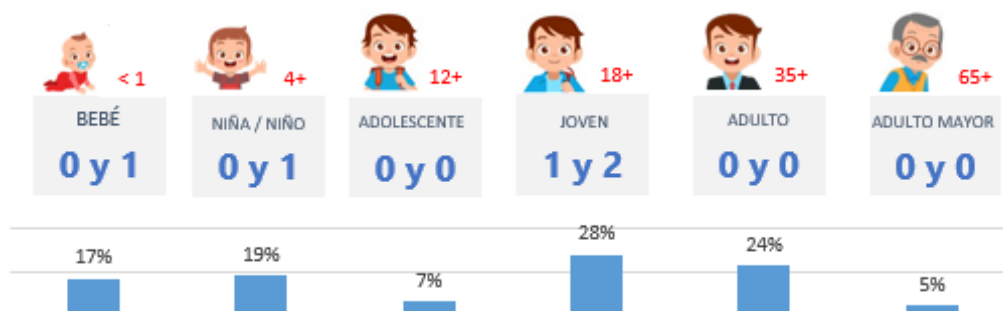 < 1
4+
12+
18+
35+
65+
BEBÉ
NIÑA / NIÑO
ADOLESCENTE
JOVEN
ADULTO
ADULTO MAYOR
0 y 1
0 y 1
0 y 0
1 y 2
0 y 0
0 y 0
17%
19%
7%
28%
24%
5%